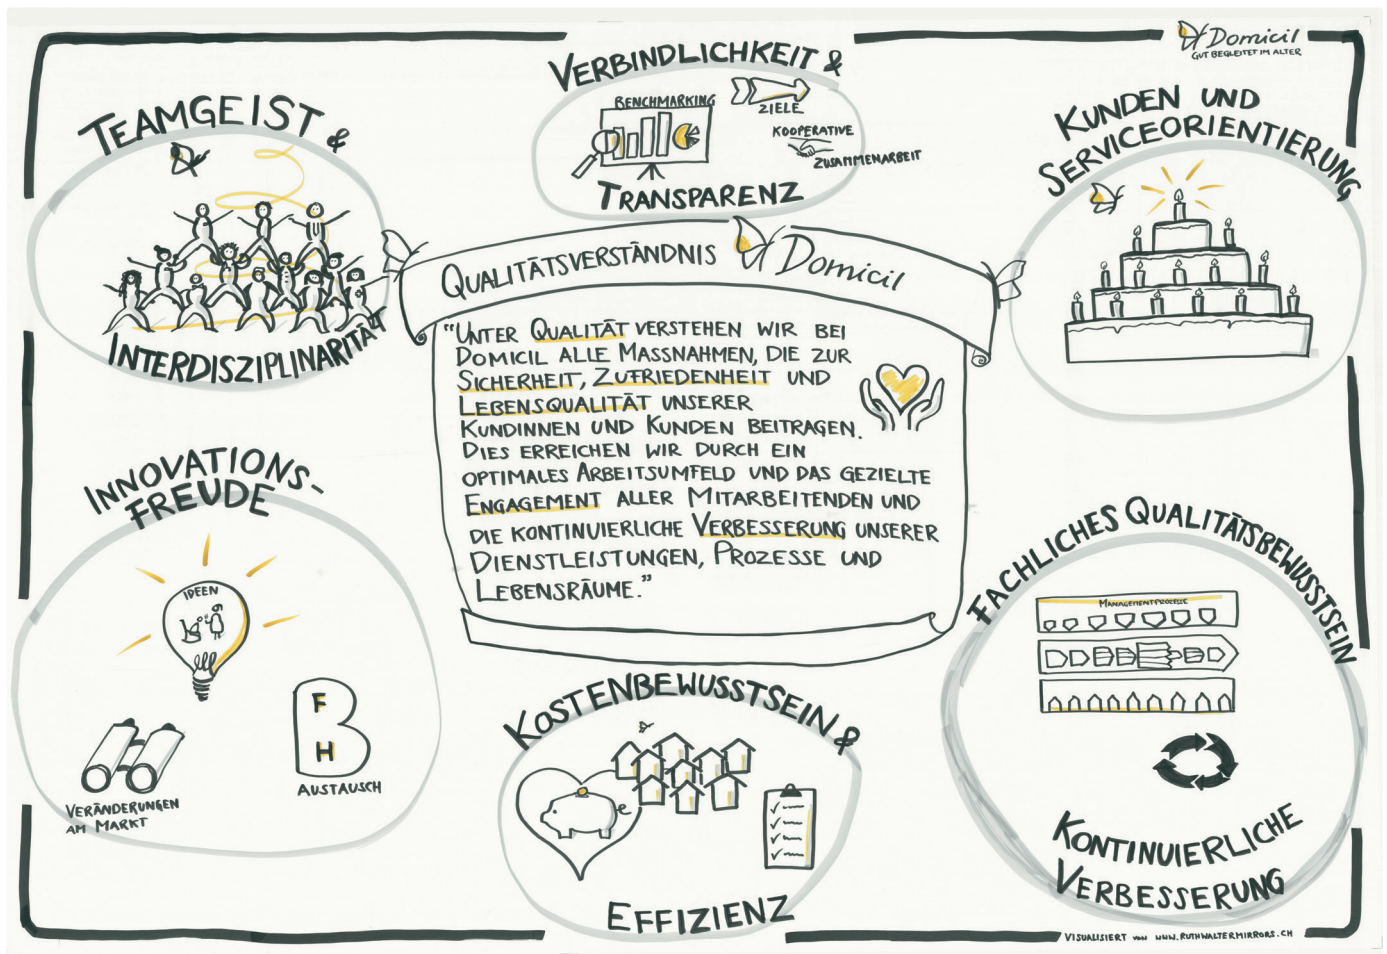 Domicil
GUT BEGLEITET IM ALTER
VERBINDLICHKEIT &
BENCHMARKING
ZIELE
KOOPERATIVE
ZUSAMMENARBEIT
TRANSPARENZ
TEAMGEIST &
INTERDISZIPLINARITÄT
KUNDEN UND
SERVICEORIENTIERUNG
QUALITÄTSVERSTÄNDNIS Domicil
"UNTER QUALITÄT VERSTEHEN WIR BEI
DOMICIL ALLE MASSNAHMEN, DIE ZUR
SICHERHEIT, ZUFRIEDENHEIT UND
LEBENSQUALITÄT UNSERER
KUNDINNEN UND KUNDEN BEITRAGEN.
DIES ERREICHEN WIR DURCH EIN
OPTIMALES ARBEITSUMFELD UND DAS GEZIELTE
ENGAGEMENT ALLER MITARBEITENDEN UND
DIE KONTINUIERLICHE VERBESSERUNG UNSERER
DIENSTLEISTUNGEN, PROZESSE UND
LEBENSRÄUME."
INNOVATIONS-
FREUDE
IDEEN
VERÄNDERUNGEN
AM MARKT
B
F
H
AUSTAUSCH
KOSTENBEWUSSTSEIN &
EFFIZIENZ
FACHLICHES QUALITÄTSBEWUSSTSEIN
MANAGEMENTPROZESSE
KONTINUIERLICHE
VERBESSERUNG
VISUALISIERT VON WWW.RUTHWALTERMIRRORS.CH